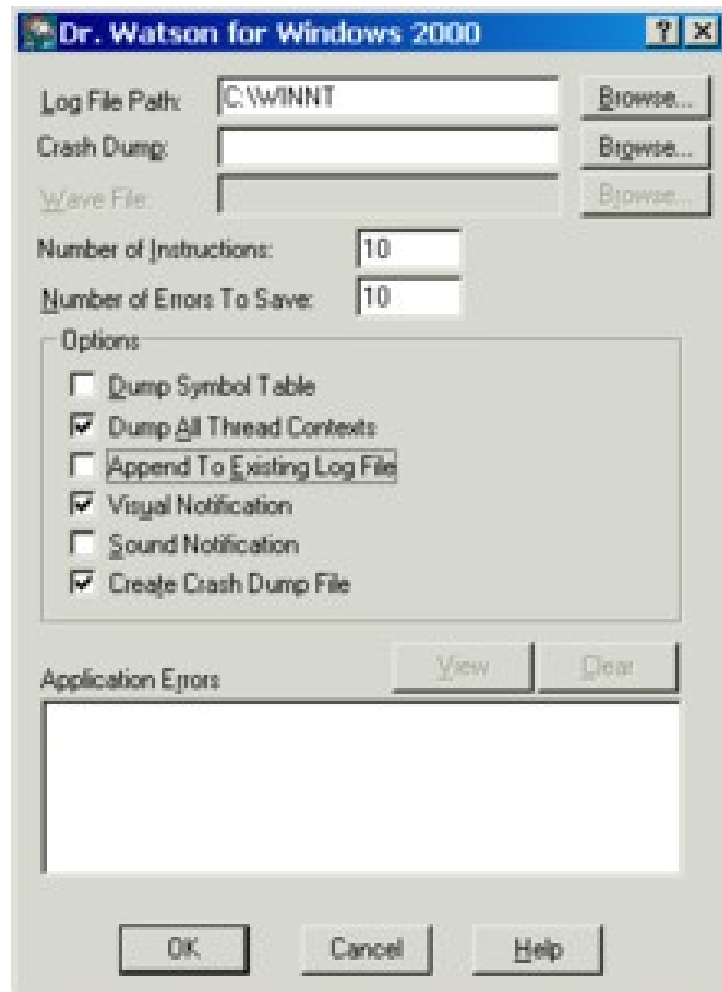 Dr. Watson for Windows 2000
Log File Path: C:\WINNT Browse...
Crash Dump: Browse...
Wave File: Browse...
Number of Instructions: 10
Number of Errors To Save: 10
Options
Dump Symbol Table
Dump All Thread Contexts
Append To Existing Log File
Visual Notification
Sound Notification
Create Crash Dump File
Application Errors View Clear
OK Cancel Help